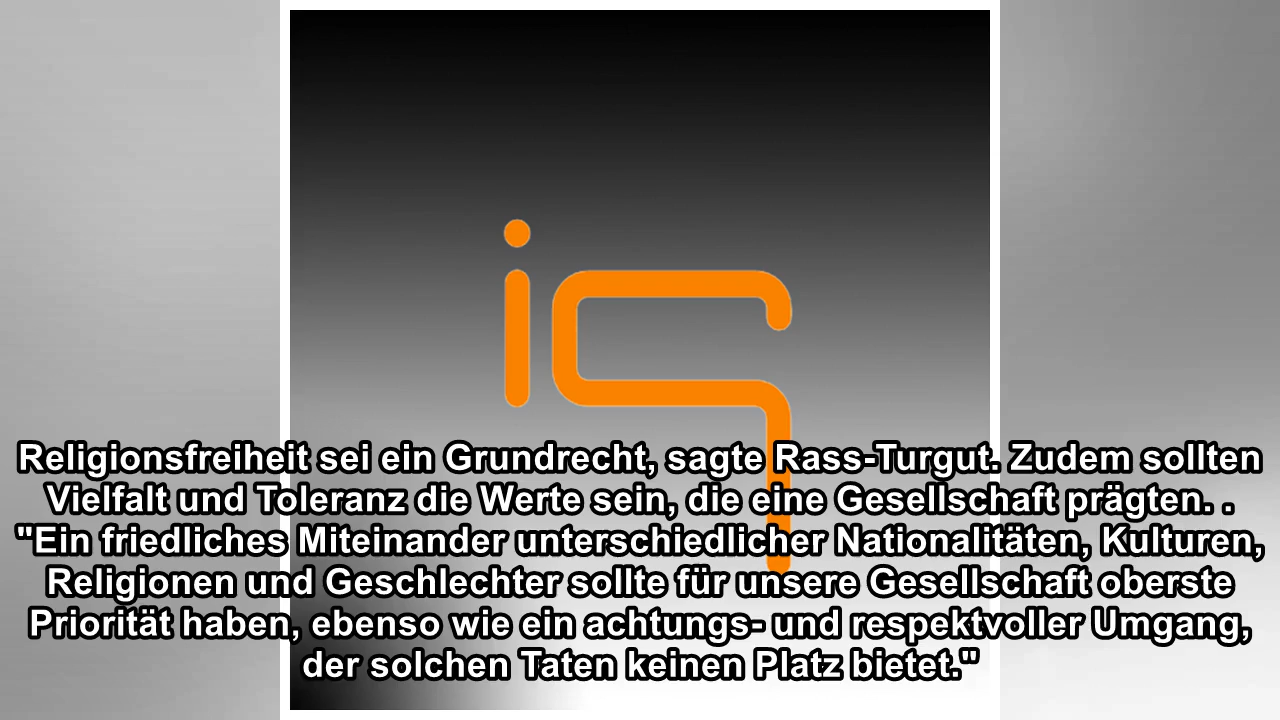 iq
Religionsfreiheit sei ein Grundrecht, sagte Rass-Turgut. Zudem sollten
Vielfalt und Toleranz die Werte sein, die eine Gesellschaft prägten. .
"Ein friedliches Miteinander unterschiedlicher Nationalitäten, Kulturen,
Religionen und Geschlechter sollte für unsere Gesellschaft oberste
Priorität haben, ebenso wie ein achtungs- und respektvoller Umgang,
der solchen Taten keinen Platz bietet."